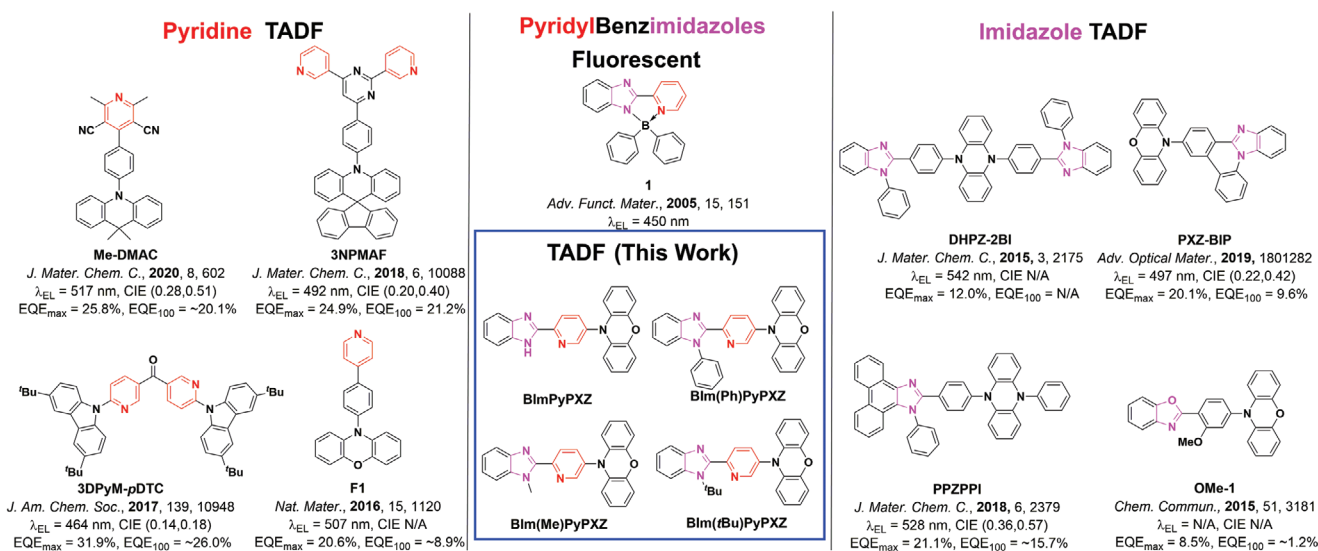 Pyridine TADF
N
N
N
N
N
NC
CN
N
N
Me-DMAC
J. Mater. Chem. C., 2020, 8, 602
λEL = 517 nm, CIE (0.28,0.51)
EQEmax = 25.8%, EQE100 = ~20.1%
3NPMAF
J. Mater. Chem. C., 2018, 6, 10088
λEL = 492 nm, CIE (0.20,0.40)
EQEmax = 24.9%, EQE100 = 21.2%
tBu
N
N
O
N
N
tBu
tBu
tBu
3DPyM-pDTC
J. Am. Chem. Soc., 2017, 139, 10948
λEL = 464 nm, CIE (0.14,0.18)
EQEmax = 31.9%, EQE100 = ~26.0%
N
N
O
F1
Nat. Mater., 2016, 15, 1120
λEL = 507 nm, CIE N/A
EQEmax = 20.6%, EQE100 = ~8.9%
PyridylBenzimidazoles
Fluorescent
N
N
N
B
1
Adv. Funct. Mater., 2005, 15, 151
λEL = 450 nm
TADF (This Work)
N
N
H
N
N
O
BImPyPXZ
N
N
N
N
O
BIm(Ph)PyPXZ
N
N
N
N
O
BIm(Me)PyPXZ
N
N
tBu
N
N
O
BIm(tBu)PyPXZ
Imidazole TADF
N
N
N
N
N
N
DHPZ-2BI
J. Mater. Chem. C., 2015, 3, 2175
λEL = 542 nm, CIE N/A
EQEmax = 12.0%, EQE100 = N/A
O
N
N
N
PXZ-BIP
Adv. Optical Mater., 2019, 1801282
λEL = 497 nm, CIE (0.22,0.42)
EQEmax = 20.1%, EQE100 = 9.6%
N
N
N
N
PPZPPI
J. Mater. Chem. C., 2018, 6, 2379
λEL = 528 nm, CIE (0.36,0.57)
EQEmax = 21.1%, EQE100 = ~15.7%
O
N
MeO
N
O
OMe-1
Chem. Commun., 2015, 51, 3181
λEL = N/A, CIE N/A
EQEmax = 8.5%, EQE100 = ~1.2%